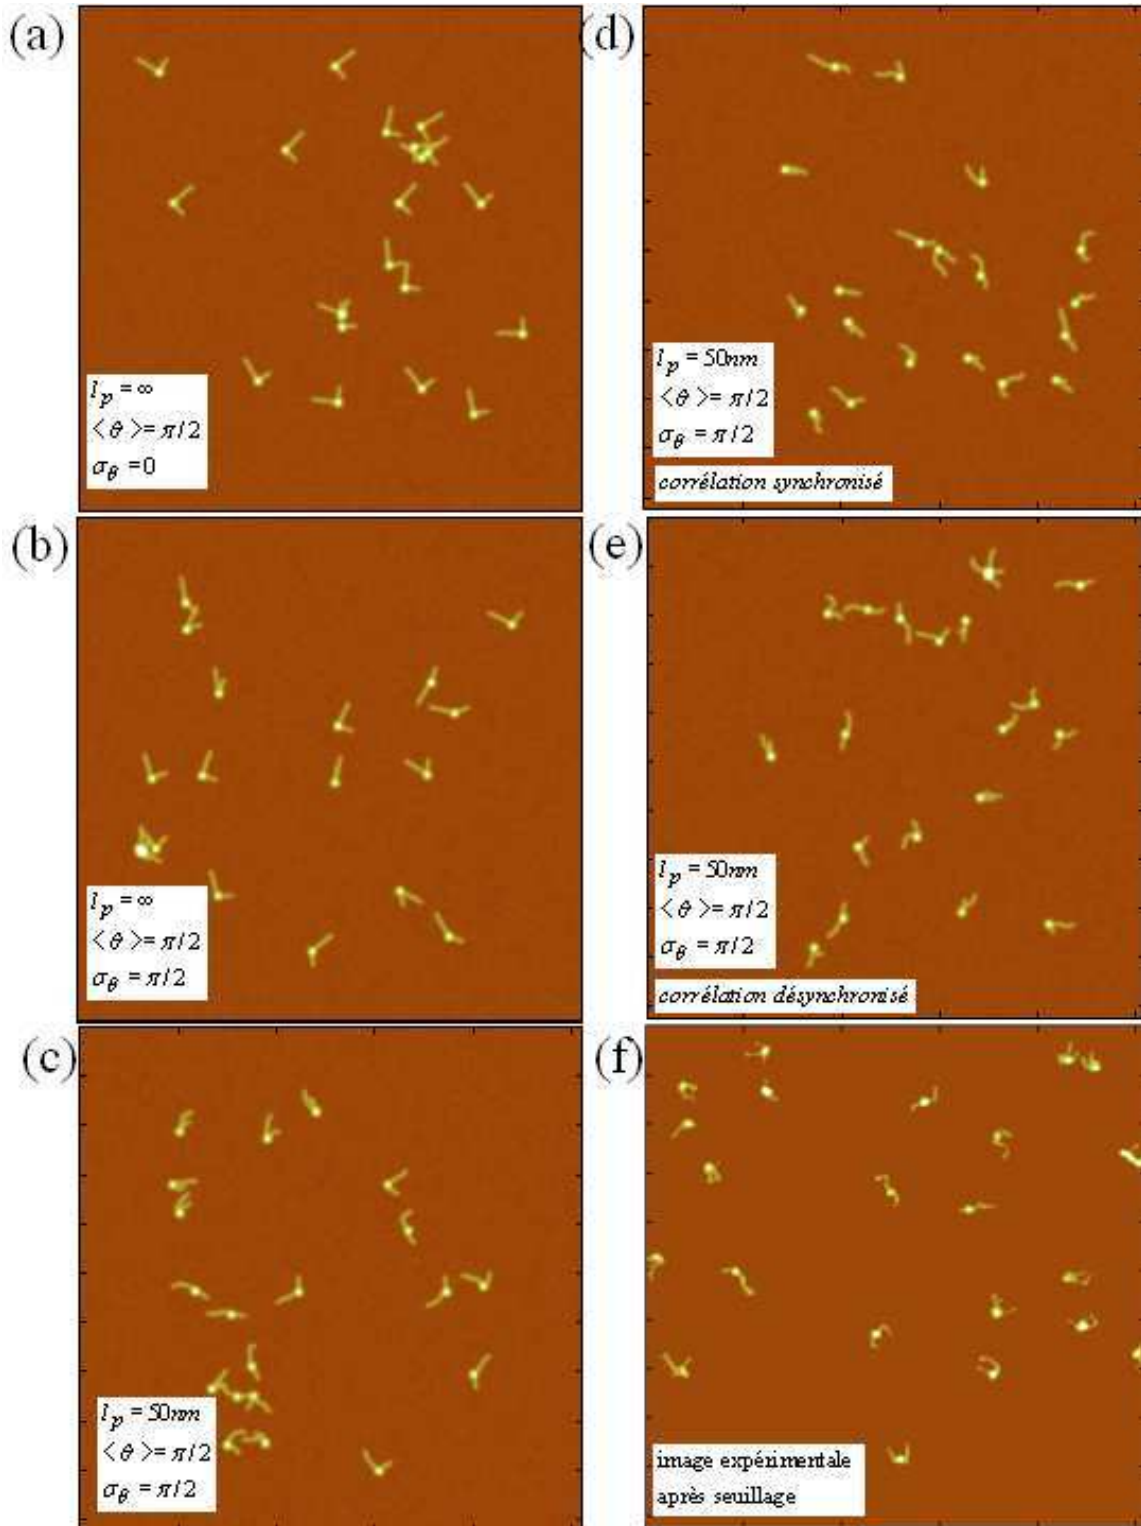 (a)
l_p = ∞
<θ>= π/2
σ_θ =0
(b)
l_p = ∞
<θ>= π/2
σ_θ = π/2
(c)
l_p = 50nm
<θ>= π/2
σ_θ = π/2
(d)
l_p = 50nm
<θ>= π/2
σ_θ = π/2
corrélation synchronisé
(e)
l_p = 50nm
<θ>= π/2
σ_θ = π/2
corrélation désynchronisé
(f)
image expérimentale
après seuillage